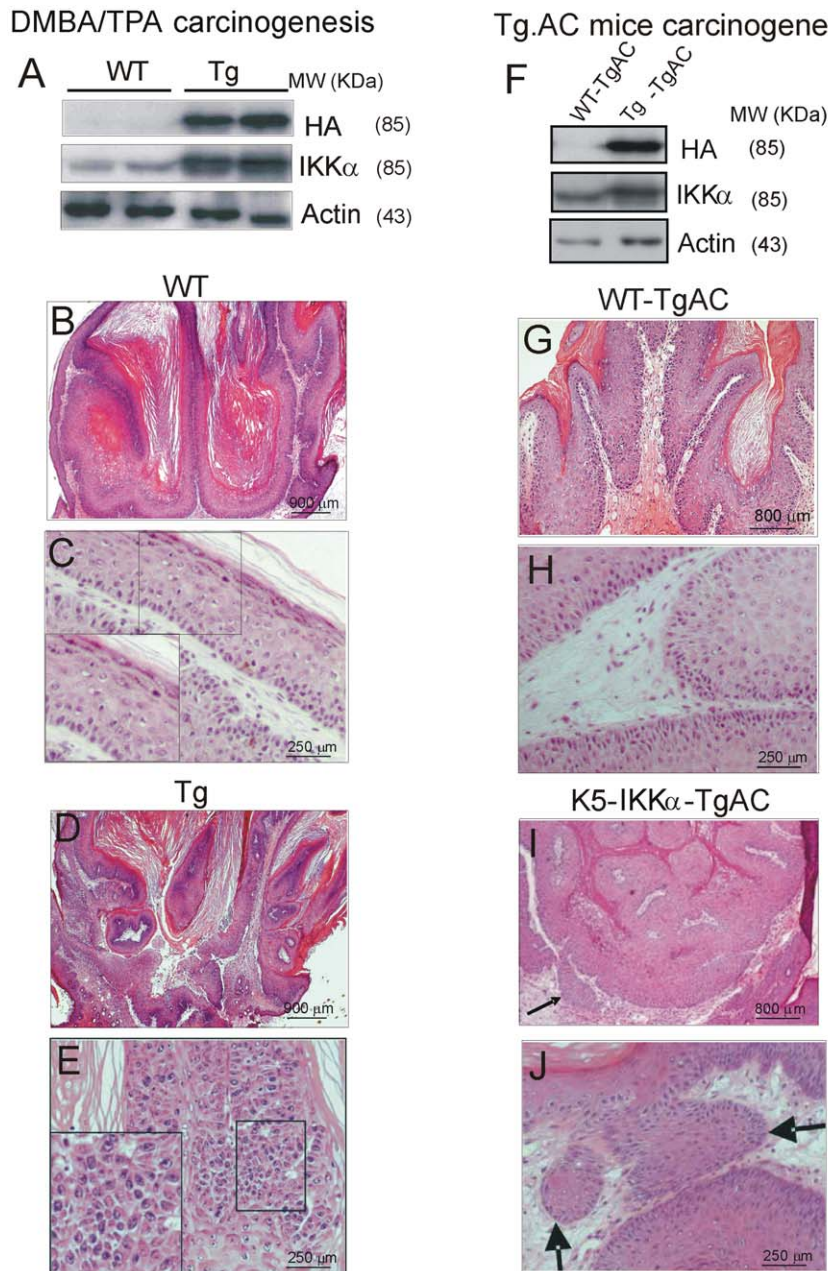 DMBA/TPA carcinogenesis
A
WT
Tg
MW (KDa)
HA (85)
IKKα (85)
Actin (43)
WT
B
900 µm
C
250 µm
Tg
D
900 µm
E
250 µm
Tg.AC mice carcinogene
F
WT-TgAC
Tg -TgAC
MW (KDa)
HA (85)
IKKα (85)
Actin (43)
WT-TgAC
G
800 µm
H
250 µm
K5-IKKα-TgAC
I
800 µm
J
250 µm